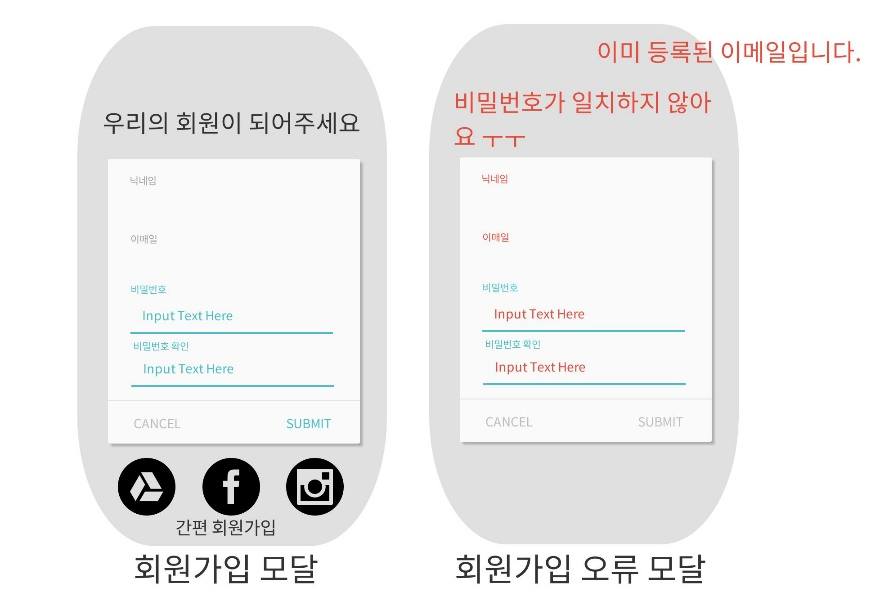 우리의 회원이 되어주세요
닉네임
이메일
비밀번호
Input Text Here
비밀번호 확인
Input Text Here
CANCEL SUBMIT
간편 회원가입
회원가입 모달
이미 등록된 이메일입니다.
비밀번호가 일치하지 않아
요 ㅜㅜ
닉네임
이메일
비밀번호
Input Text Here
비밀번호 확인
Input Text Here
CANCEL SUBMIT
회원가입 오류 모달